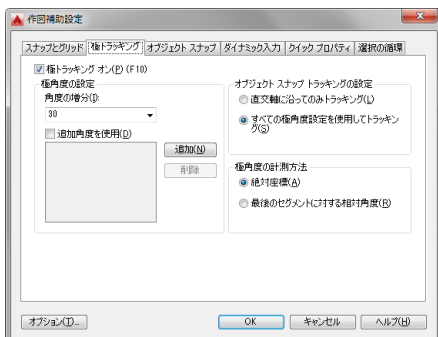 作図補助設定
スナップとグリッド 極トラッキング オブジェクト スナップ ダイナミック入力 クイック プロパティ 選択の循環
極トラッキング オン(P) (F10)
極角度の設定
角度の増分(I):
30
追加角度を使用(D)
追加(N)
削除
オブジェクト スナップ トラッキングの設定
直交軸に沿ってのみトラッキング(L)
すべての極角度設定を使用してトラッキン
グ(S)
極角度の計測方法
絶対座標(A)
最後のセグメントに対する相対角度(R)
オプション(T)... OK キャンセル ヘルプ(H)